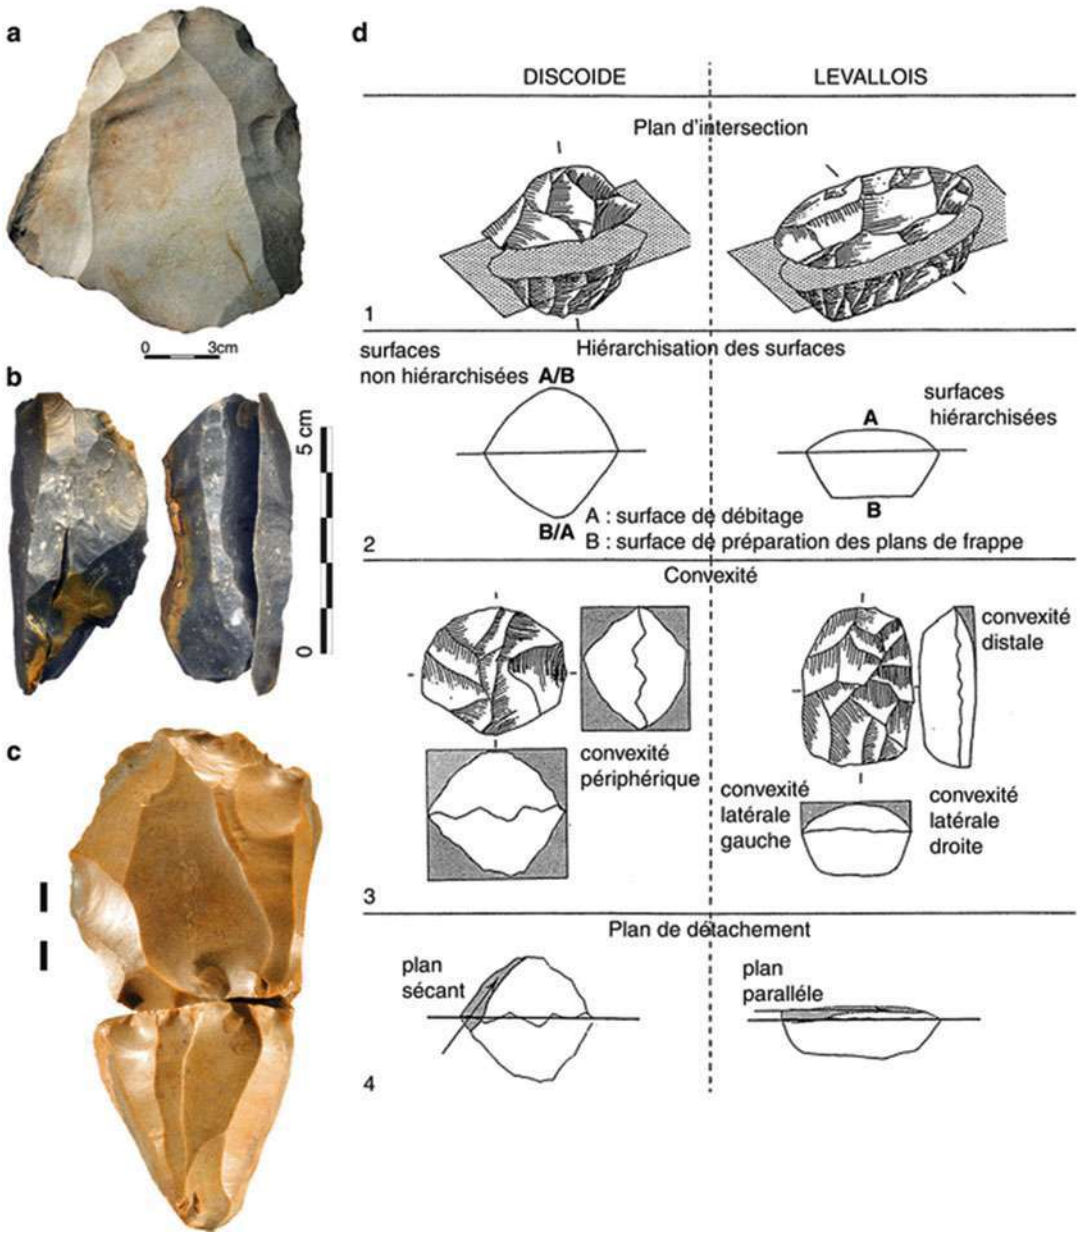 a
0 3cm
b
5 cm
0
c
d
DISCOIDE
LEVALLOIS
Plan d'intersection
1
Hiérarchisation des surfaces
surfaces
non hiérarchisées
A/B
B/A
surfaces
hiérarchisées
A
B
A : surface de débitage
B : surface de préparation des plans de frappe
2
Convexité
convexité
périphérique
convexité
distale
convexité
latérale
gauche
convexité
latérale
droite
3
Plan de détachement
plan
sécant
plan
paralléle
4